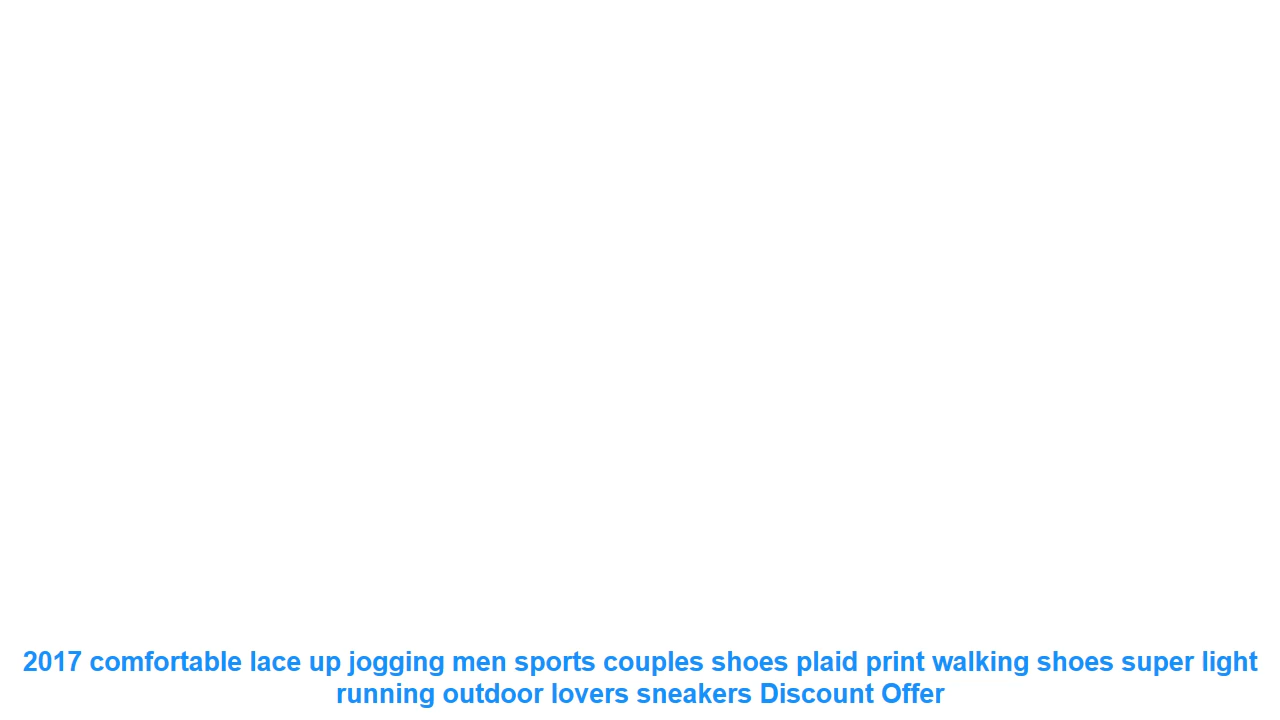 2017 comfortable lace up jogging men sports couples shoes plaid print walking shoes super light
running outdoor lovers sneakers Discount Offer